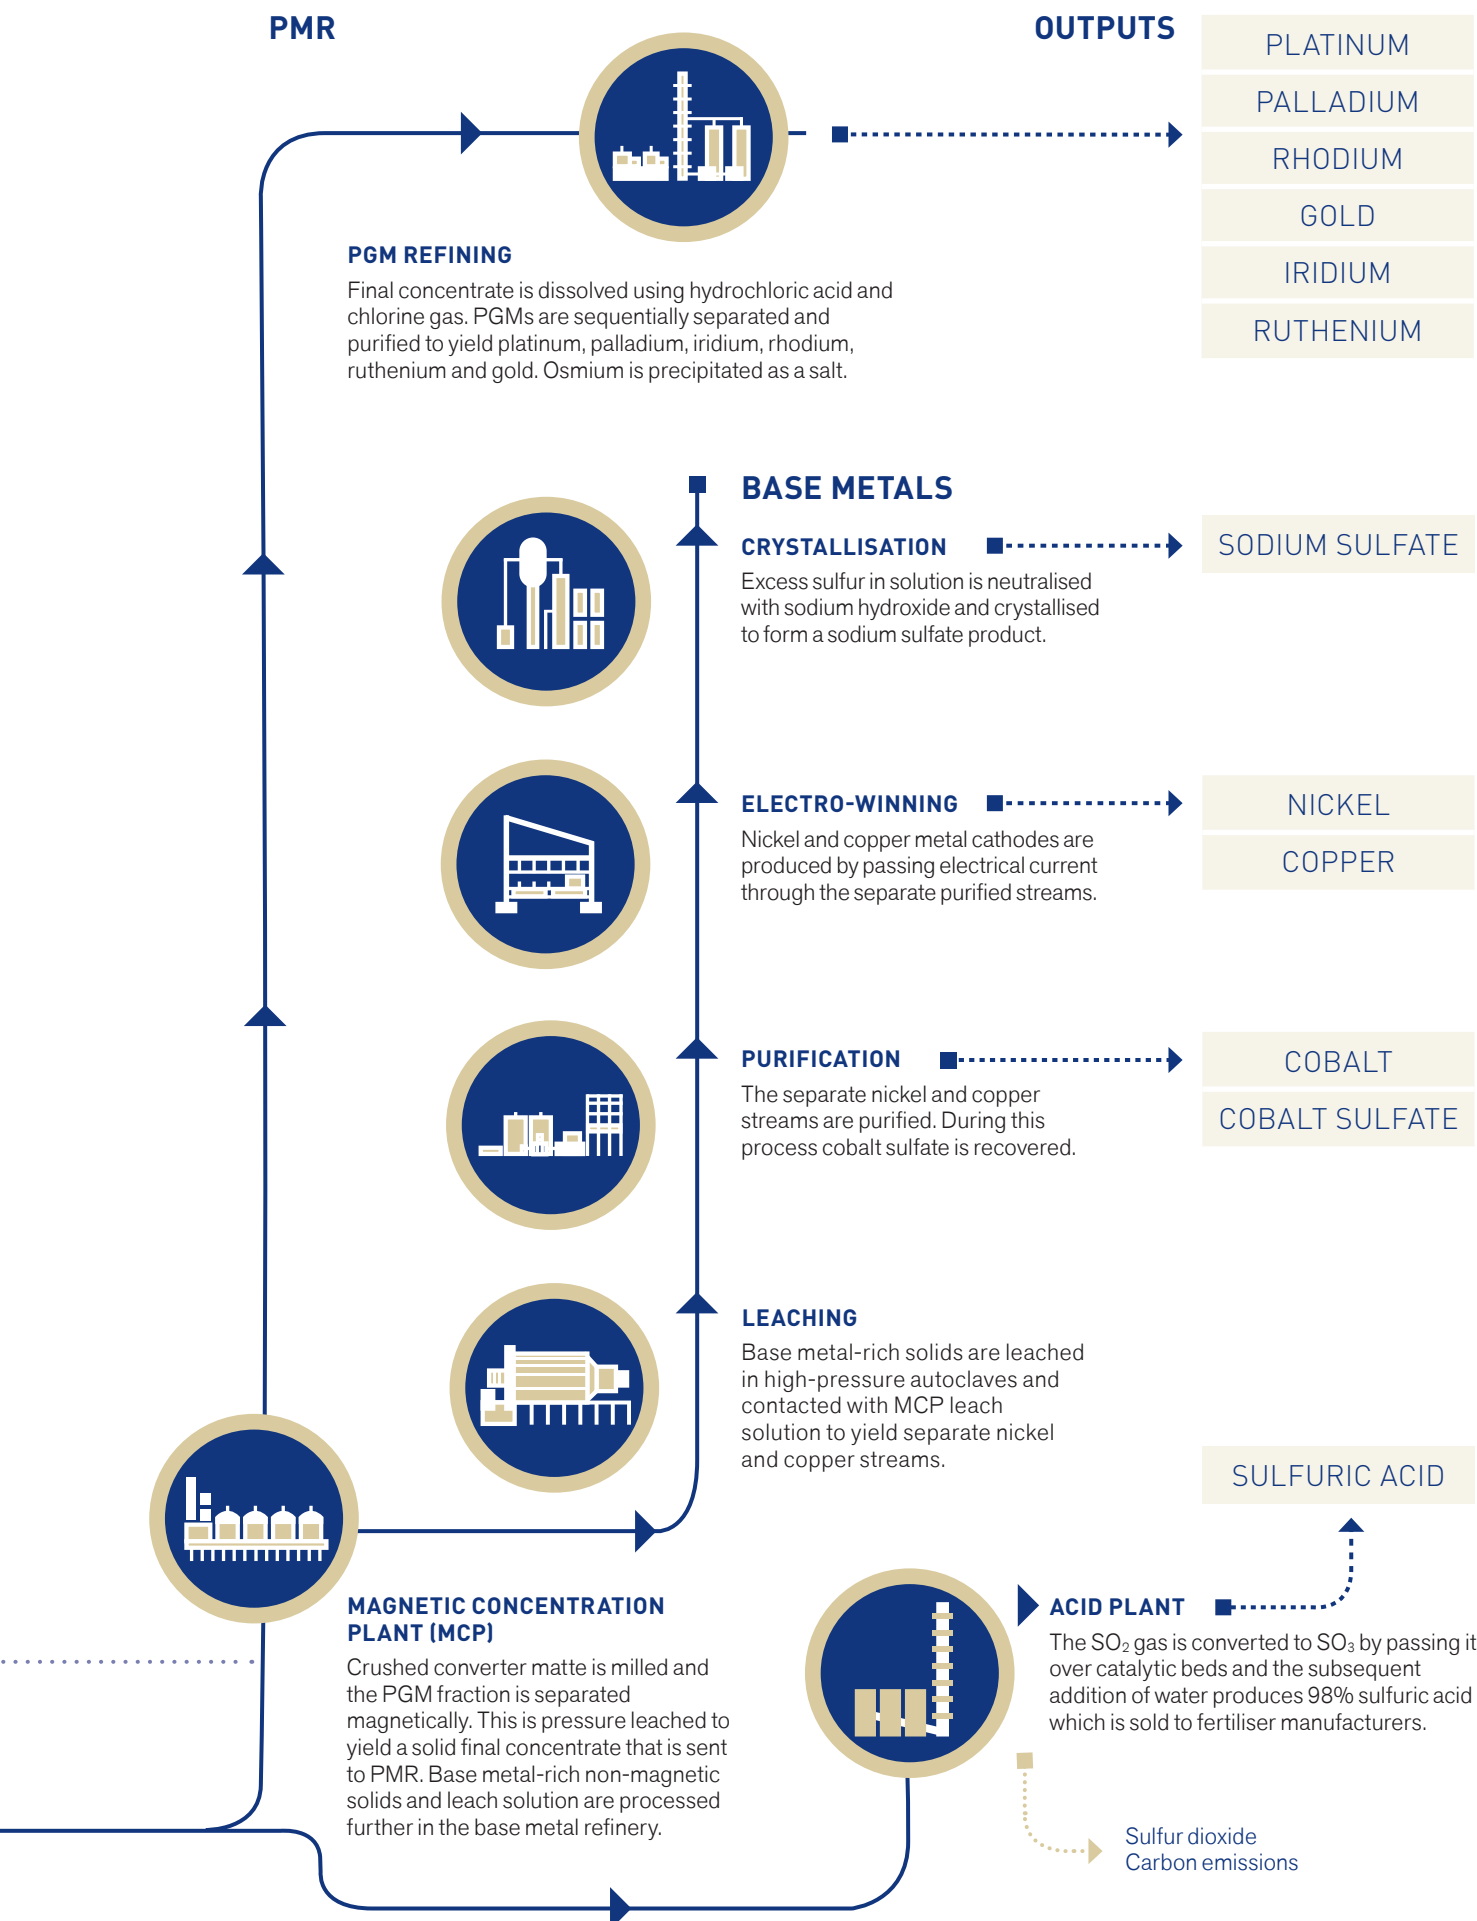 PMR
OUTPUTS
PLATINUM
PALLADIUM
RHODIUM
GOLD
IRIDIUM
RUTHENIUM
PGM REFINING
Final concentrate is dissolved using hydrochloric acid and
chlorine gas. PGMs are sequentially separated and
purified to yield platinum, palladium, iridium, rhodium,
ruthenium and gold. Osmium is precipitated as a salt.
BASE METALS
CRYSTALLISATION
Excess sulfur in solution is neutralised
with sodium hydroxide and crystallised
to form a sodium sulfate product.
SODIUM SULFATE
ELECTRO-WINNING
Nickel and copper metal cathodes are
produced by passing electrical current
through the separate purified streams.
NICKEL
COPPER
PURIFICATION
The separate nickel and copper
streams are purified. During this
process cobalt sulfate is recovered.
COBALT
COBALT SULFATE
LEACHING
Base metal-rich solids are leached
in high-pressure autoclaves and
contacted with MCP leach
solution to yield separate nickel
and copper streams.
SULFURIC ACID
MAGNETIC CONCENTRATION
PLANT (MCP)
Crushed converter matte is milled and
the PGM fraction is separated
magnetically. This is pressure leached to
yield a solid final concentrate that is sent
to PMR. Base metal-rich non-magnetic
solids and leach solution are processed
further in the base metal refinery.
ACID PLANT
The SO₂ gas is converted to SO₃ by passing it
over catalytic beds and the subsequent
addition of water produces 98% sulfuric acid
which is sold to fertiliser manufacturers.
Sulfur dioxide
Carbon emissions